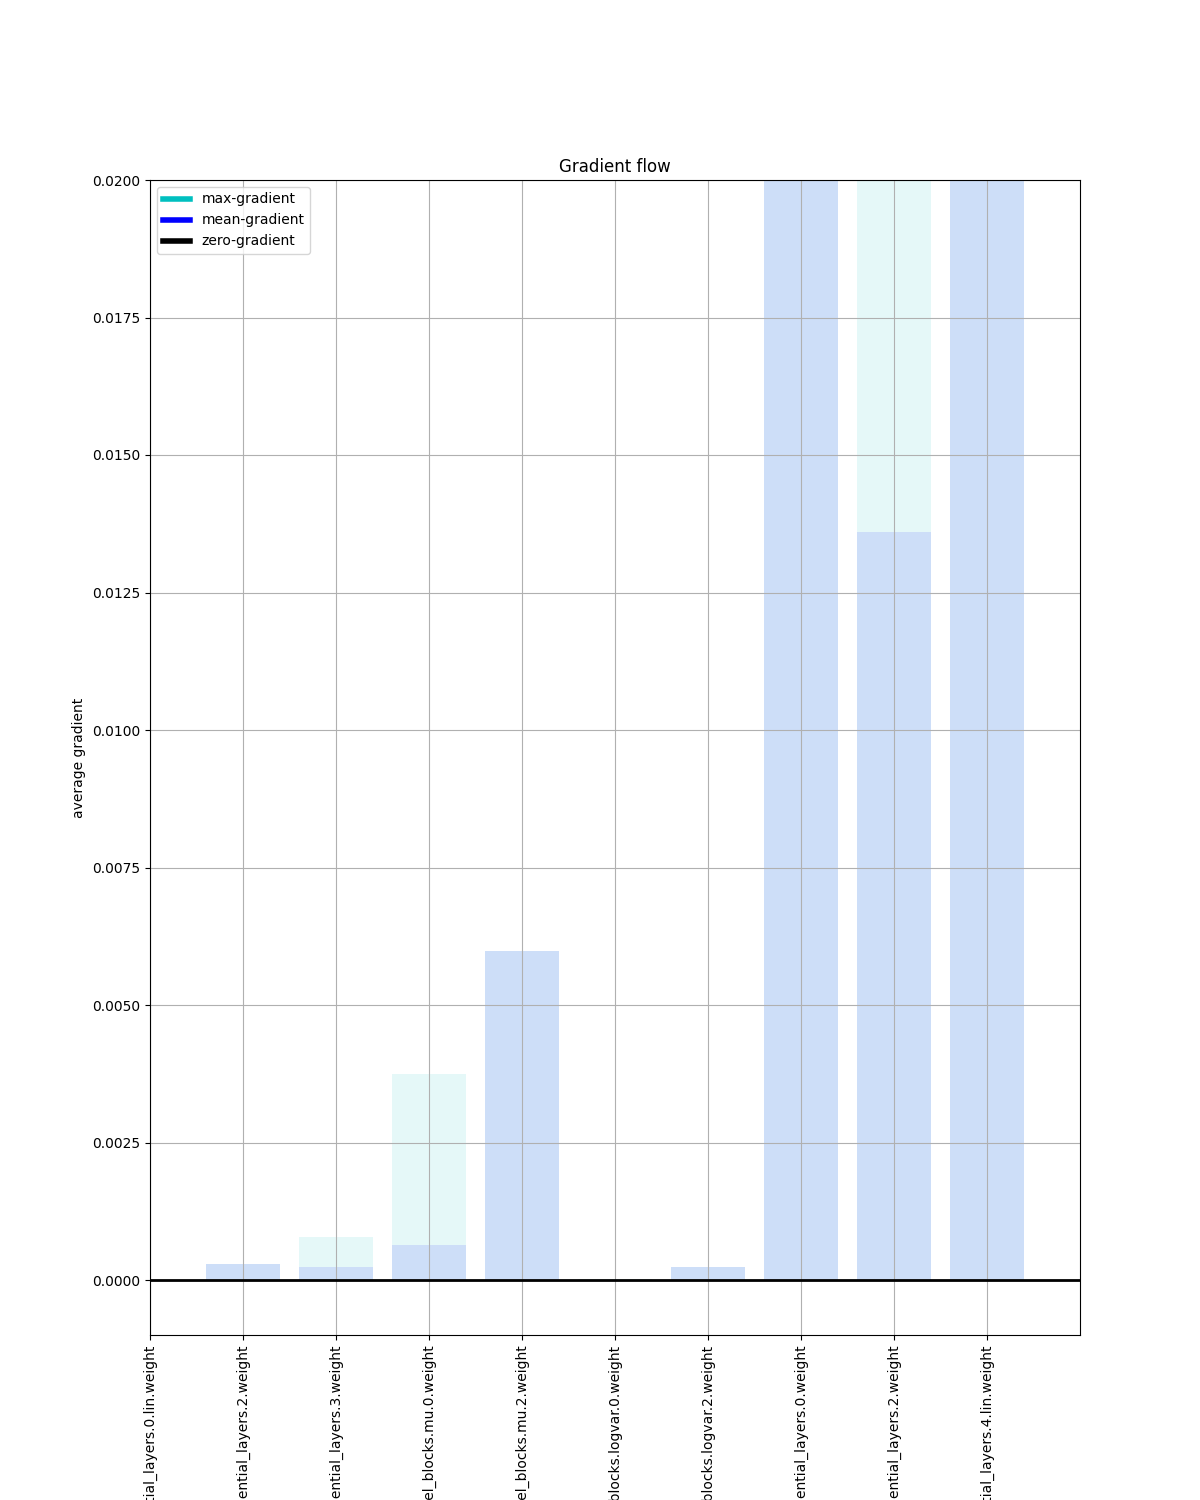 Gradient flow
max-gradient
mean-gradient
zero-gradient
average gradient
0.0200
0.0175
0.0150
0.0125
0.0100
0.0075
0.0050
0.0025
0.0000
tial_layers.0.lin.weight
ential_layers.2.weight
ential_layers.3.weight
el_blocks.mu.0.weight
el_blocks.mu.2.weight
blocks.logvar.0.weight
blocks.logvar.2.weight
ential_layers.0.weight
ential_layers.2.weight
tial_layers.4.lin.weight